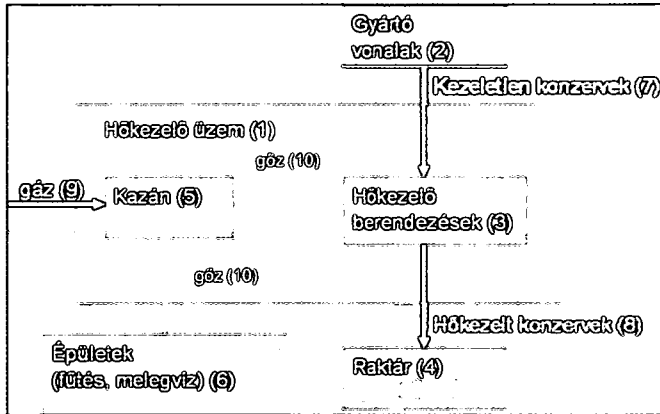 Gyártó
vonalak (2)
Kezeletlen konzervek (7)
Hőkezelő üzem (1)
gőz (10)
gáz (9)
Kazán (5)
Hőkezelő
berendezések (3)
gőz (10)
Hőkezelt konzervek (8)
Épületek
(fűtés, melegvíz) (6)
Raktár (4)